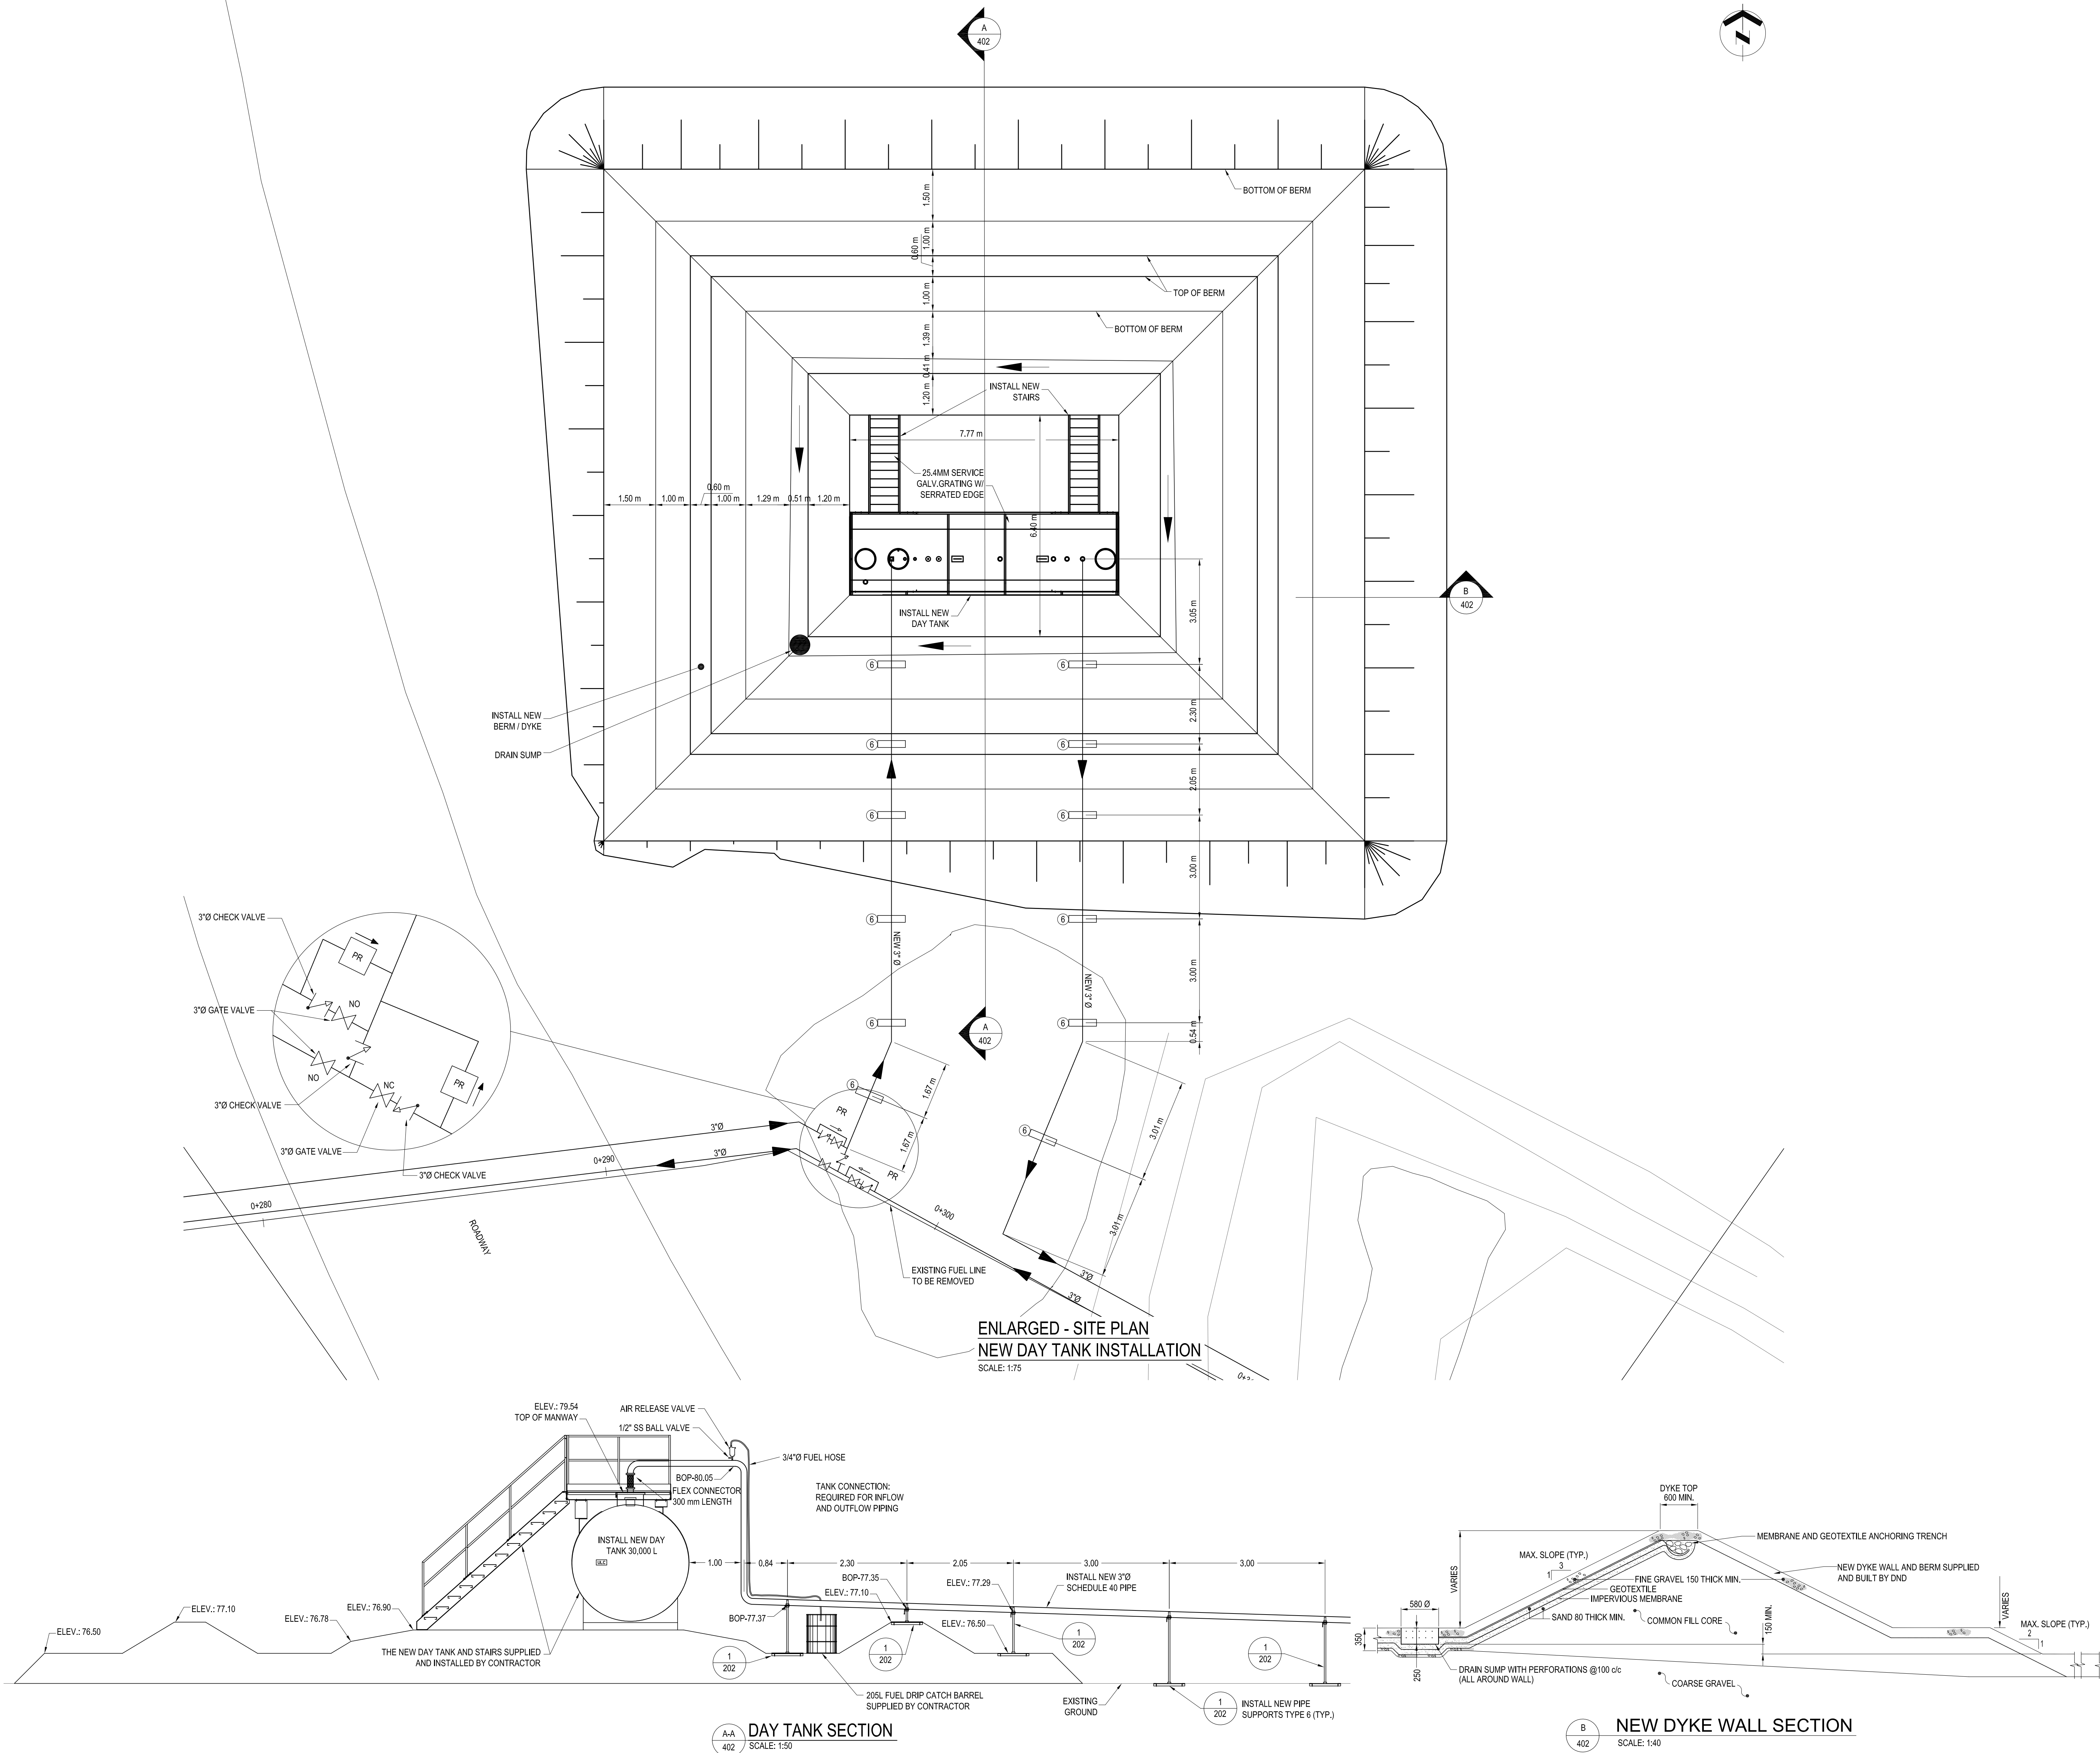 A
402
N
BOTTOM OF BERM
1.50 m
1.00 m
0.60 m
TOP OF BERM
1.00 m
BOTTOM OF BERM
1.39 m
0.41 m
1.20 m
INSTALL NEW
STAIRS
7.77 m
25.4MM SERVICE
GALV.GRATING W/
SERRATED EDGE
6.40 m
1.50 m
1.00 m
0.60 m
1.00 m
1.29 m
0.51 m
1.20 m
B
402
INSTALL NEW
DAY TANK
3.05 m
6
6
INSTALL NEW
BERM / DYKE
DRAIN SUMP
2.30 m
6
6
2.05 m
6
6
3.00 m
6
6
NEW 3" Ø
NEW 3" Ø
3.00 m
6
6
0.54 m
A
402
3"Ø CHECK VALVE
PR
NO
3"Ø GATE VALVE
NO
NC
PR
3"Ø CHECK VALVE
3"Ø GATE VALVE
3"Ø CHECK VALVE
6
1.67 m
1.67 m
PR
PR
6
3.01 m
3.01 m
3"Ø
3"Ø
0+290
0+280
0+300
ROADWAY
EXISTING FUEL LINE
TO BE REMOVED
3"Ø
3"Ø
ENLARGED - SITE PLAN
NEW DAY TANK INSTALLATION
SCALE: 1:75
ELEV.: 79.54
TOP OF MANWAY
AIR RELEASE VALVE
1/2" SS BALL VALVE
3/4"Ø FUEL HOSE
BOP-80.05
FLEX CONNECTOR
300 mm LENGTH
TANK CONNECTION:
REQUIRED FOR INFLOW
AND OUTFLOW PIPING
INSTALL NEW DAY
TANK 30,000 L
ULC
1.00
0.84
2.30
2.05
3.00
3.00
BOP-77.35
ELEV.: 77.10
ELEV.: 77.29
INSTALL NEW 3"Ø
SCHEDULE 40 PIPE
BOP-77.37
ELEV.: 76.50
ELEV.: 76.50
ELEV.: 77.10
ELEV.: 76.78
ELEV.: 76.90
THE NEW DAY TANK AND STAIRS SUPPLIED
AND INSTALLED BY CONTRACTOR
1
202
1
202
1
202
1
202
205L FUEL DRIP CATCH BARREL
SUPPLIED BY CONTRACTOR
EXISTING
GROUND
1
202
INSTALL NEW PIPE
SUPPORTS TYPE 6 (TYP.)
A-A
402
DAY TANK SECTION
SCALE: 1:50
DYKE TOP
600 MIN.
MEMBRANE AND GEOTEXTILE ANCHORING TRENCH
MAX. SLOPE (TYP.)
3
1
NEW DYKE WALL AND BERM SUPPLIED
AND BUILT BY DND
VARIES
FINE GRAVEL 150 THICK MIN.
GEOTEXTILE
IMPERVIOUS MEMBRANE
580 Ø
SAND 80 THICK MIN.
COMMON FILL CORE
150 MIN.
VARIES
MAX. SLOPE (TYP.)
2
1
350
250
DRAIN SUMP WITH PERFORATIONS @100 c/c
(ALL AROUND WALL)
COARSE GRAVEL
B
402
NEW DYKE WALL SECTION
SCALE: 1:40